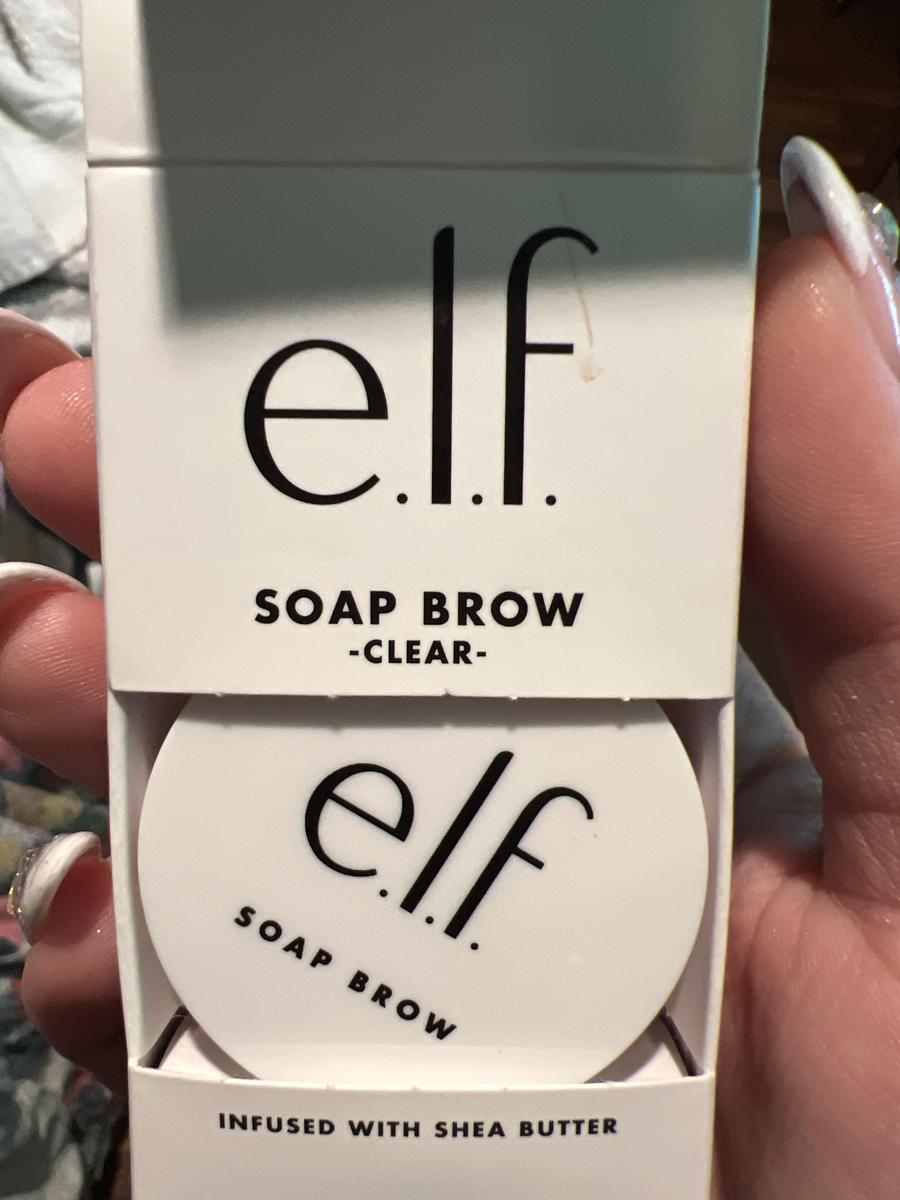 e.l.f.
SOAP BROW
-CLEAR-
e.l.f.
SOAP BROW
INFUSED WITH SHEA BUTTER